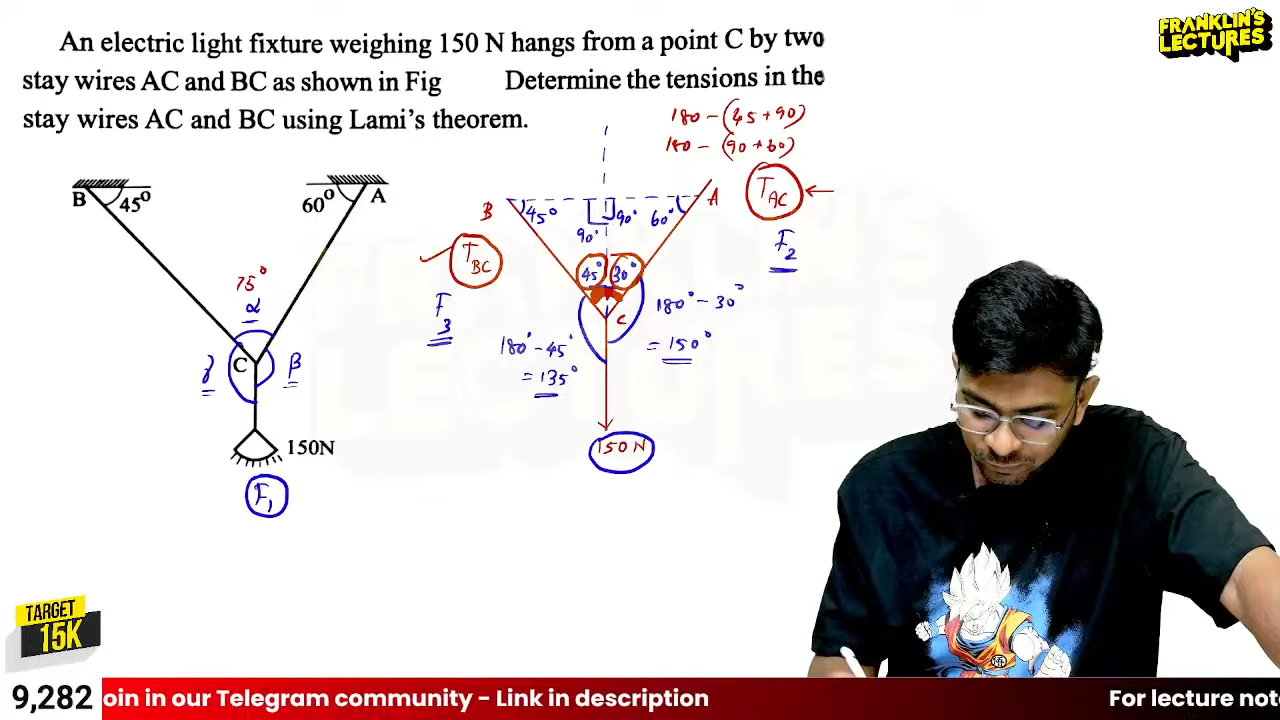 FRANKLIN'S
LECTURES
An electric light fixture weighing 150 N hangs from a point C by two
stay wires AC and BC as shown in Fig Determine the tensions in the
stay wires AC and BC using Lami's theorem.
180 - (45 + 90)
180 - (90 + 60)
B 45° 60° A
75°
α
C
γ β
150N
F₁
B 45° 90° 60° A
90°
T_BC
T_AC
F₂
F₃
45° 30°
C
180° - 30°
= 150°
180° - 45°
= 135°
150 N
TARGET
15K
9,282 oin in our Telegram community - Link in description For lecture not